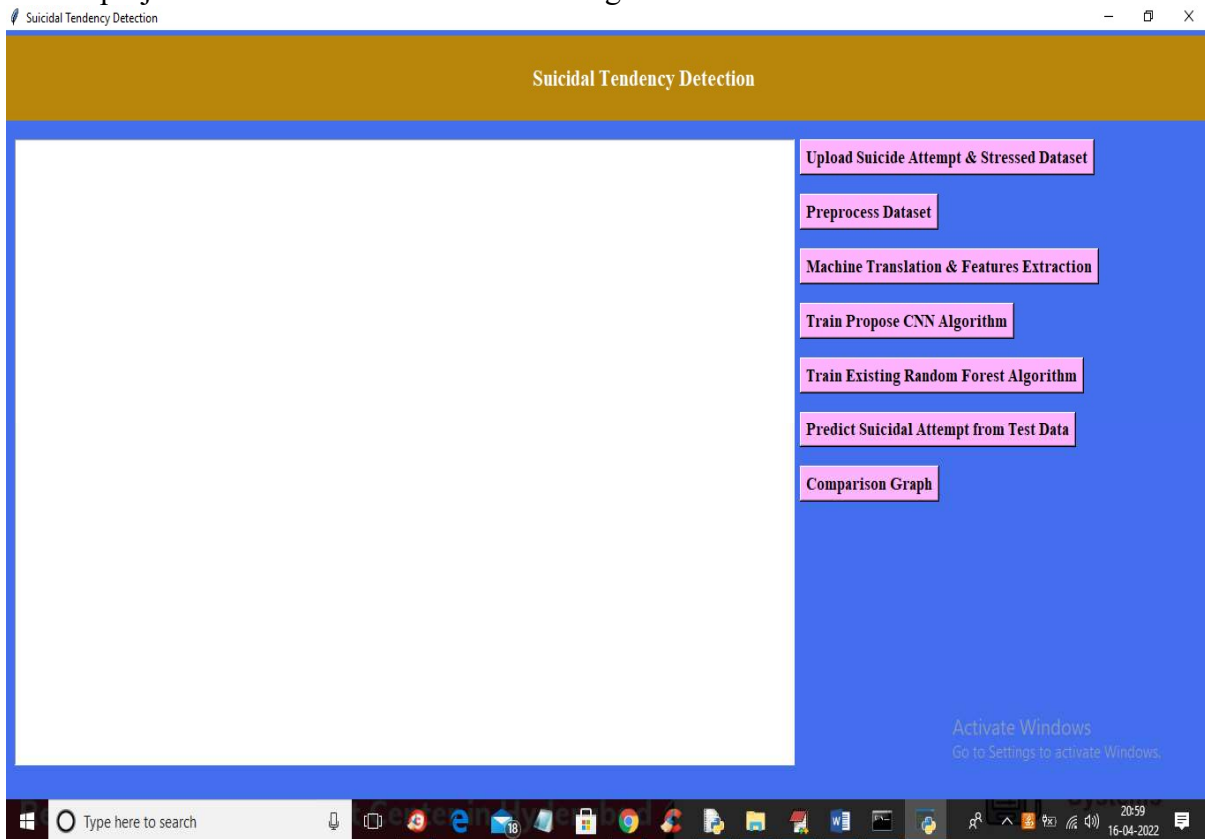 Suicidal Tendency Detection
Suicidal Tendency Detection
Upload Suicide Attempt & Stressed Dataset
Preprocess Dataset
Machine Translation & Features Extraction
Train Propose CNN Algorithm
Train Existing Random Forest Algorithm
Predict Suicidal Attempt from Test Data
Comparison Graph
Activate Windows
Go to Settings to activate Windows.
Type here to search
18
20:59
16-04-2022